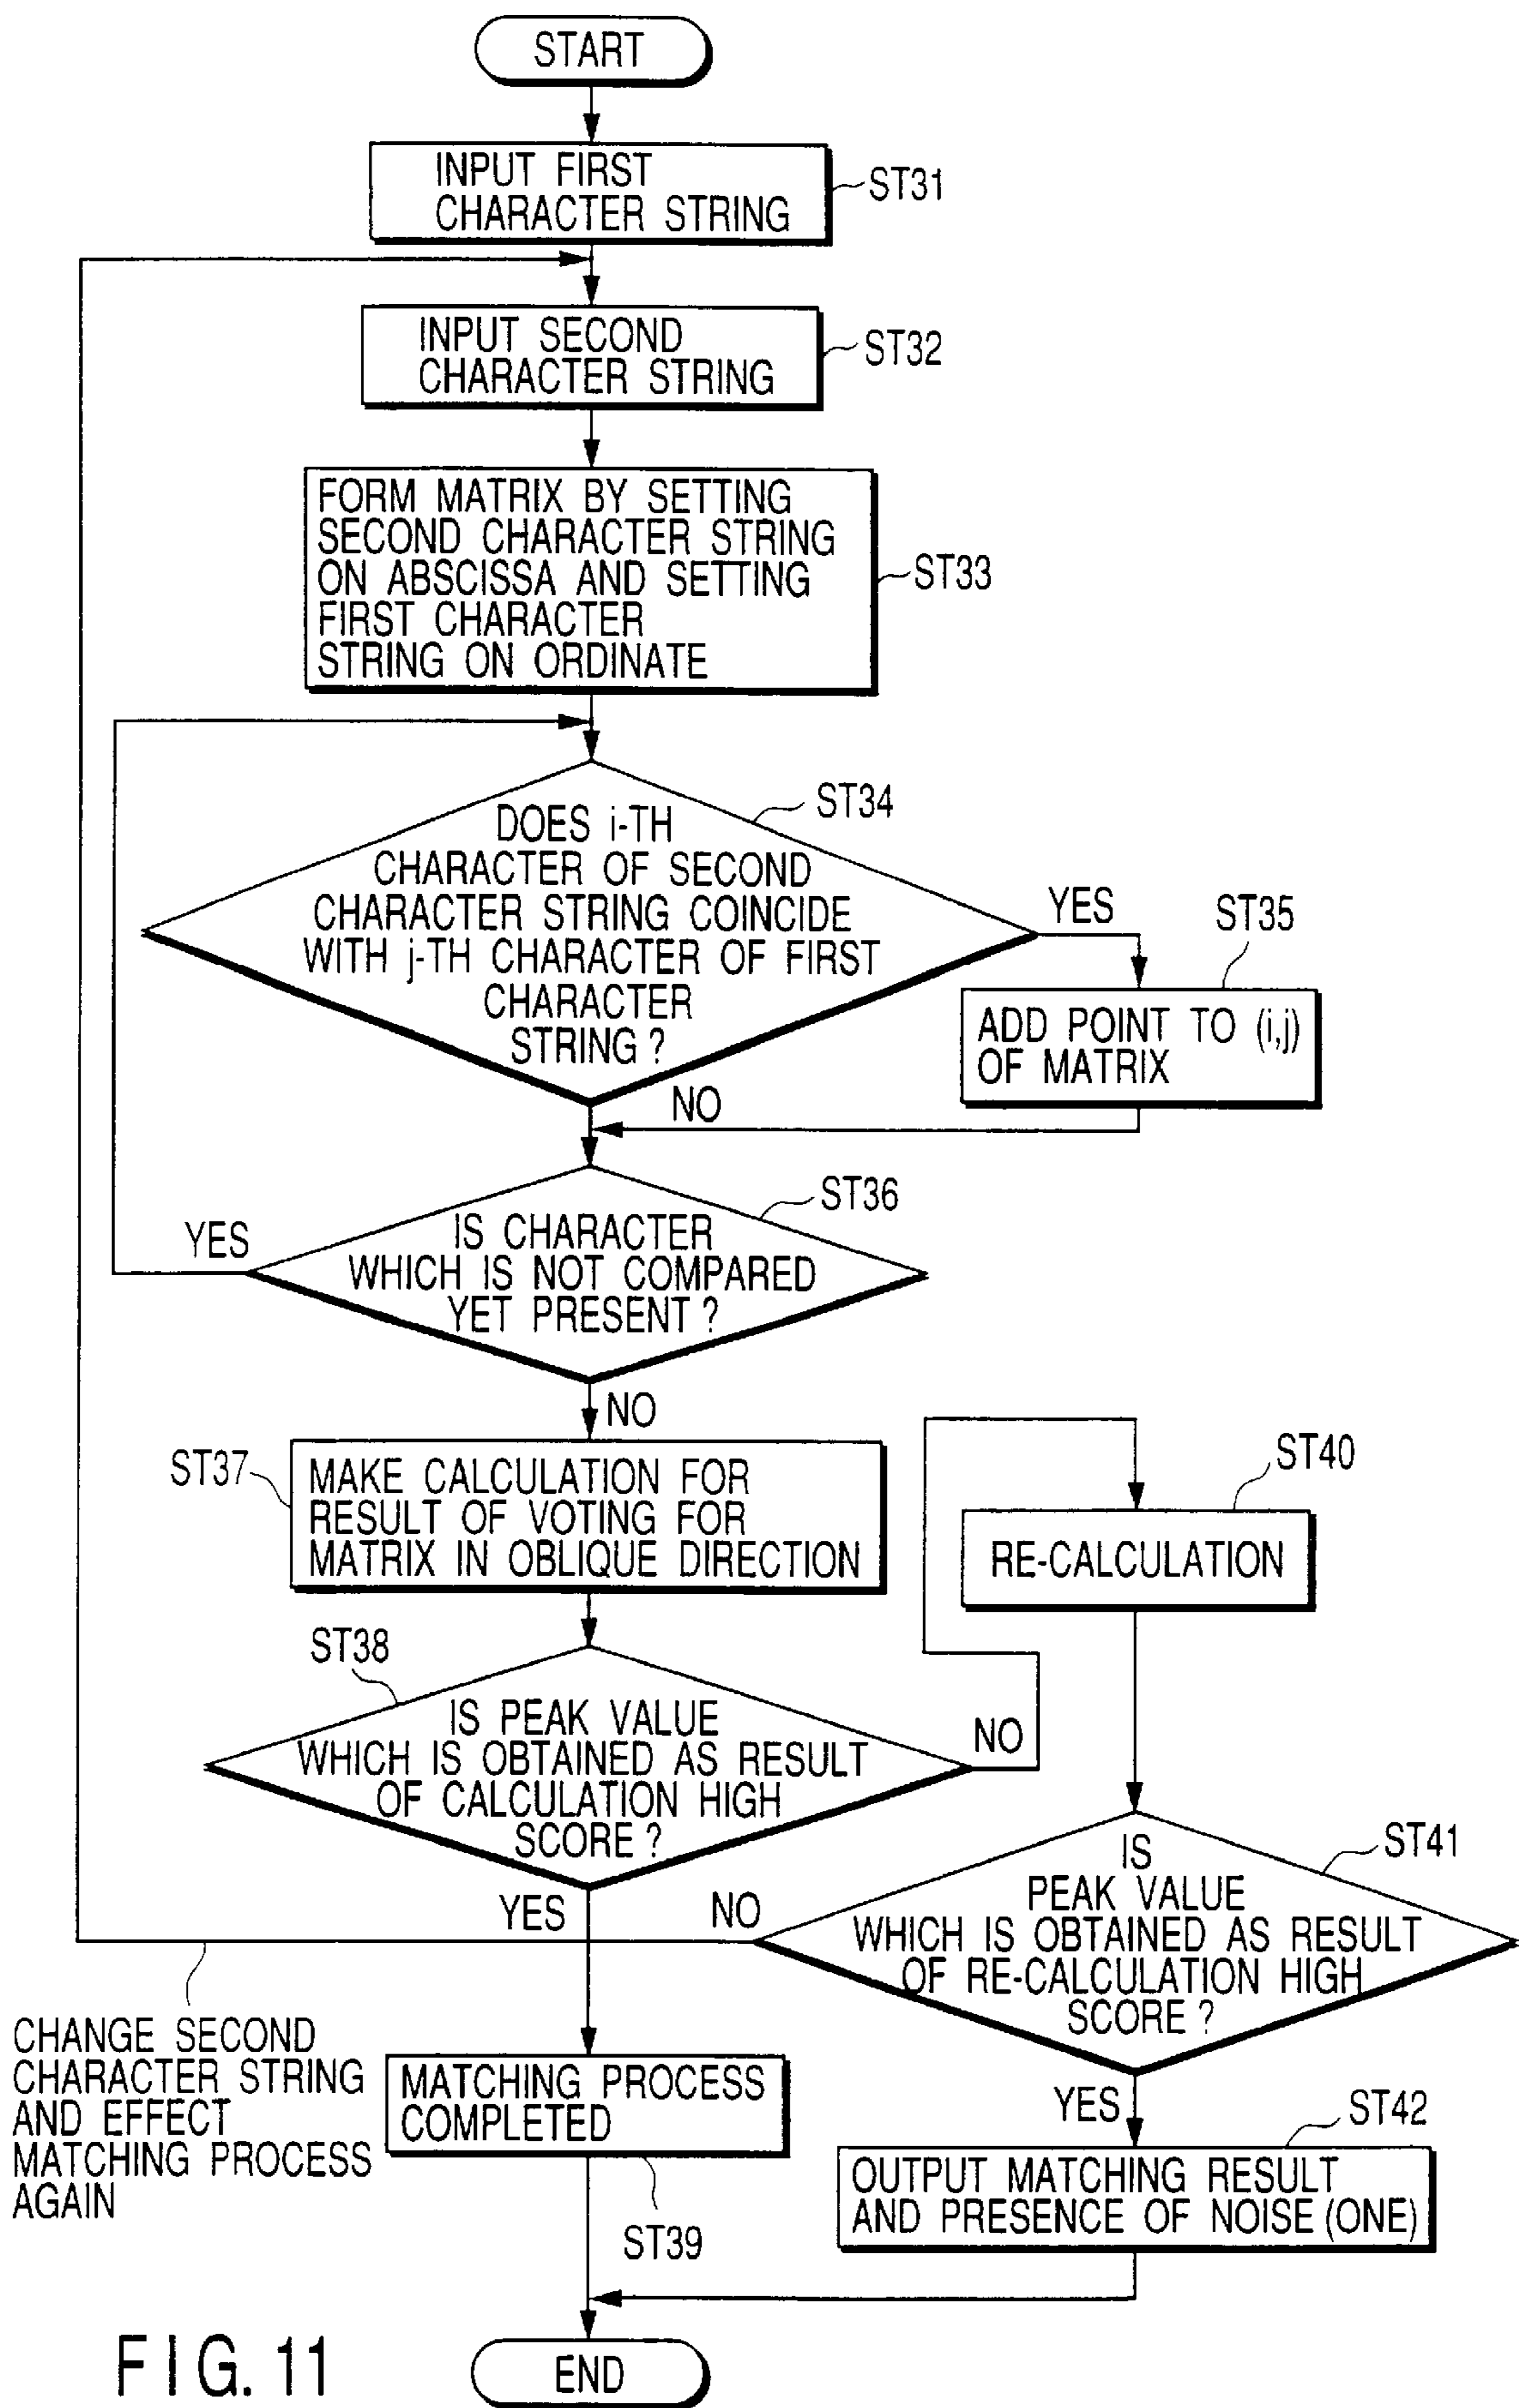 START
INPUT FIRST
CHARACTER STRING
ST31
INPUT SECOND
CHARACTER STRING
ST32
FORM MATRIX BY SETTING
SECOND CHARACTER STRING
ON ABSCISSA AND SETTING
FIRST CHARACTER
STRING ON ORDINATE
ST33
ST34
DOES i-TH
CHARACTER OF SECOND
CHARACTER STRING COINCIDE
WITH j-TH CHARACTER OF FIRST
CHARACTER
STRING ?
YES
ST35
ADD POINT TO (i,j)
OF MATRIX
NO
ST36
IS CHARACTER
WHICH IS NOT COMPARED
YET PRESENT ?
YES
NO
ST37
MAKE CALCULATION FOR
RESULT OF VOTING FOR
MATRIX IN OBLIQUE DIRECTION
ST40
RE-CALCULATION
ST38
IS PEAK VALUE
WHICH IS OBTAINED AS RESULT
OF CALCULATION HIGH
SCORE ?
NO
YES
ST41
IS
PEAK VALUE
WHICH IS OBTAINED AS RESULT
OF RE-CALCULATION HIGH
SCORE ?
NO
YES
CHANGE SECOND
CHARACTER STRING
AND EFFECT
MATCHING PROCESS
AGAIN
MATCHING PROCESS
COMPLETED
ST39
ST42
OUTPUT MATCHING RESULT
AND PRESENCE OF NOISE (ONE)
END
FIG. 11